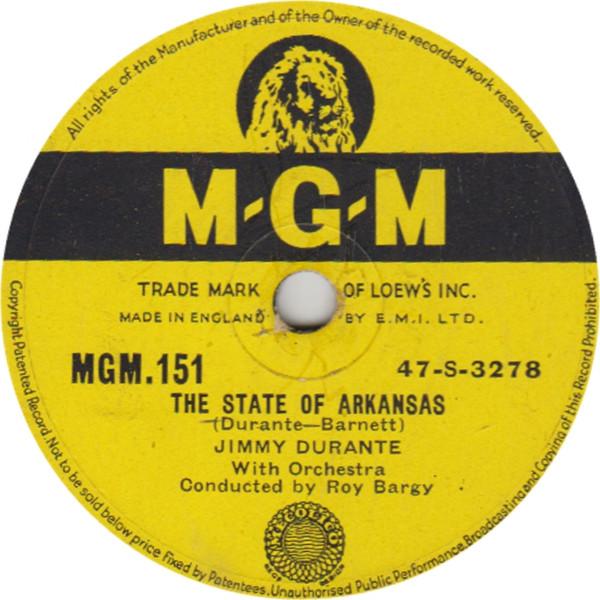 All rights of the Manufacturer and of the Owner of the recorded work reserved.
M-G-M
TRADE MARK OF LOEW'S INC.
MADE IN ENGLAND BY E.M.I. LTD.
MGM.151 47-S-3278
THE STATE OF ARKANSAS
(Durante—Barnett)
JIMMY DURANTE
With Orchestra
Conducted by Roy Bargy
MECOLICO
Copyright Patented Record. Not to be sold below price Fixed by Patentees. Unauthorised Public Performance, Broadcasting and Copying of this Record Prohibited.